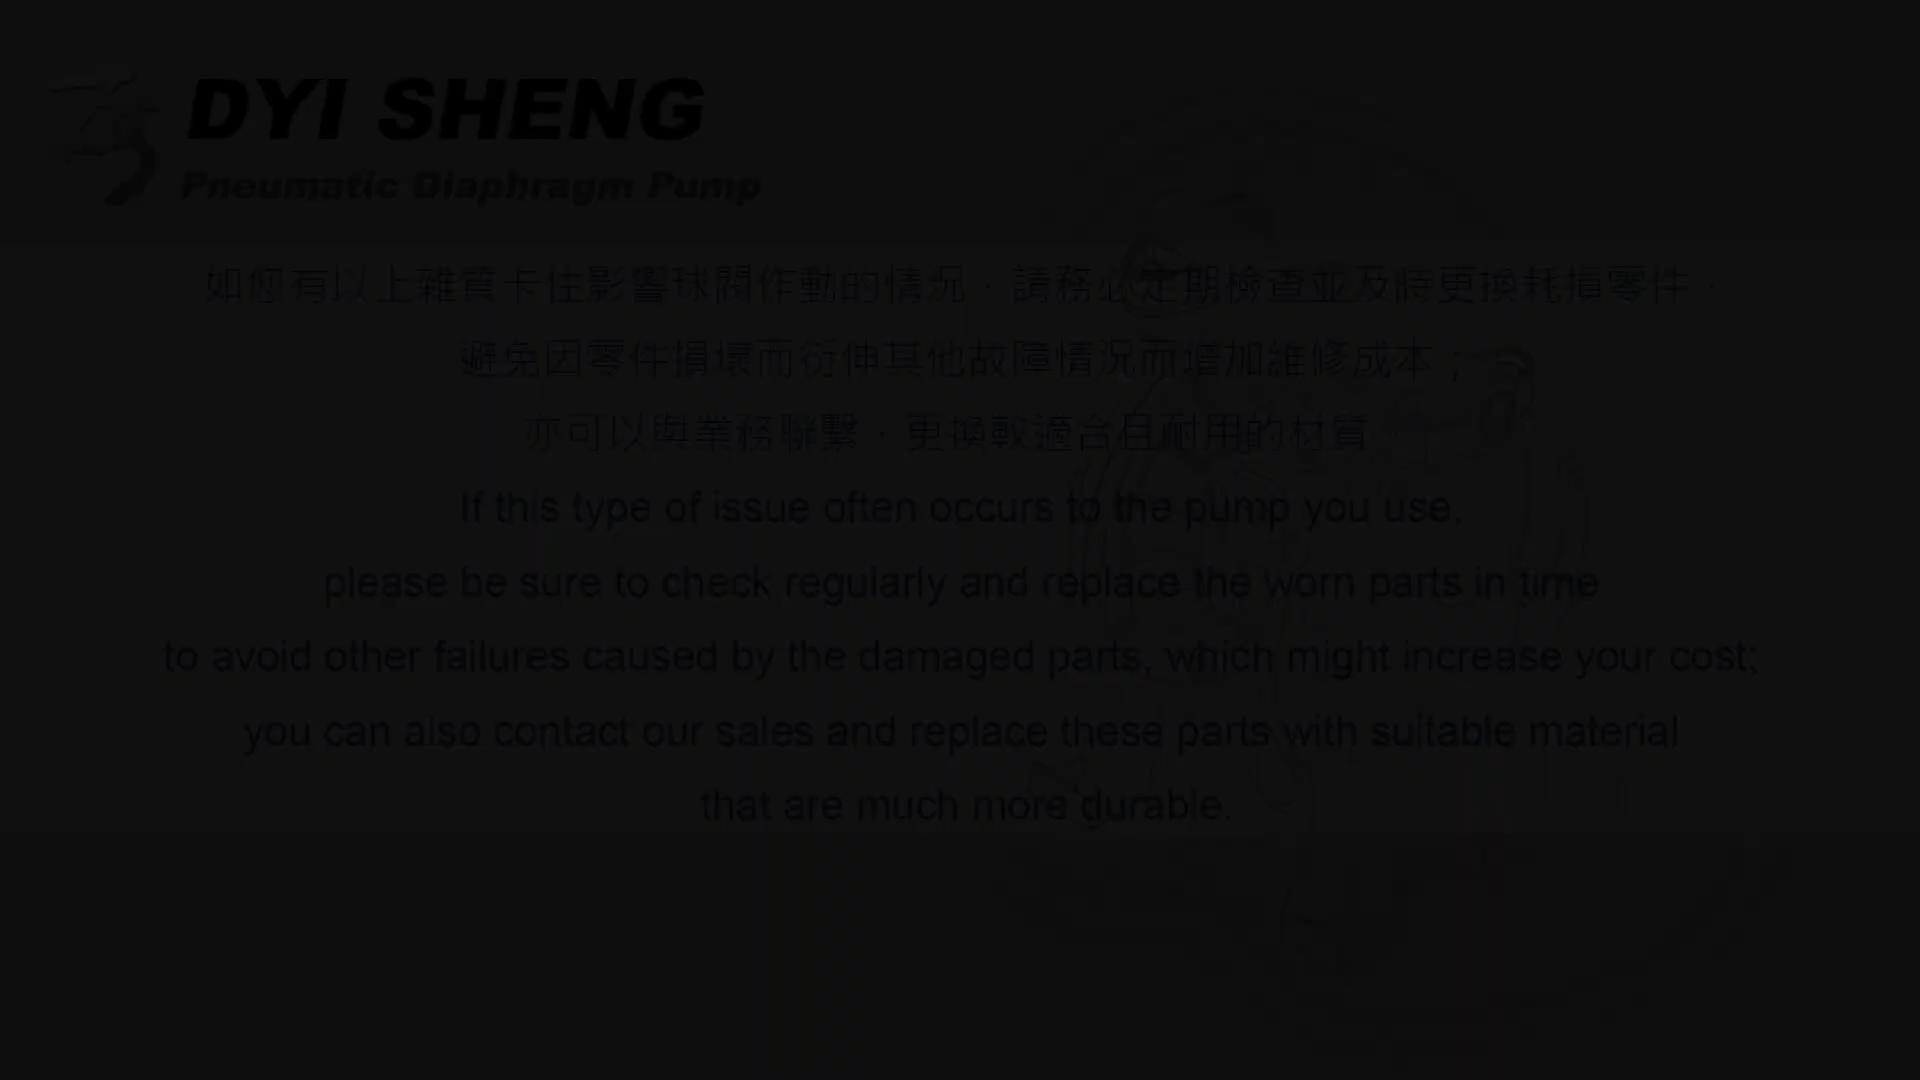 DYI SHENG
Pneumatic Diaphragm Pump
如您有以上雜質卡住影響球閥作動的情況，請務必定期檢查並及時更換耗損零件，
避免因零件損壞而衍伸其他故障情況而增加維修成本；
亦可以與業務聯繫，更換較適合且耐用的材質
If this type of issue often occurs to the pump you use,
please be sure to check regularly and replace the worn parts in time
to avoid other failures caused by the damaged parts, which might increase your cost;
you can also contact our sales and replace these parts with suitable material
that are much more durable.